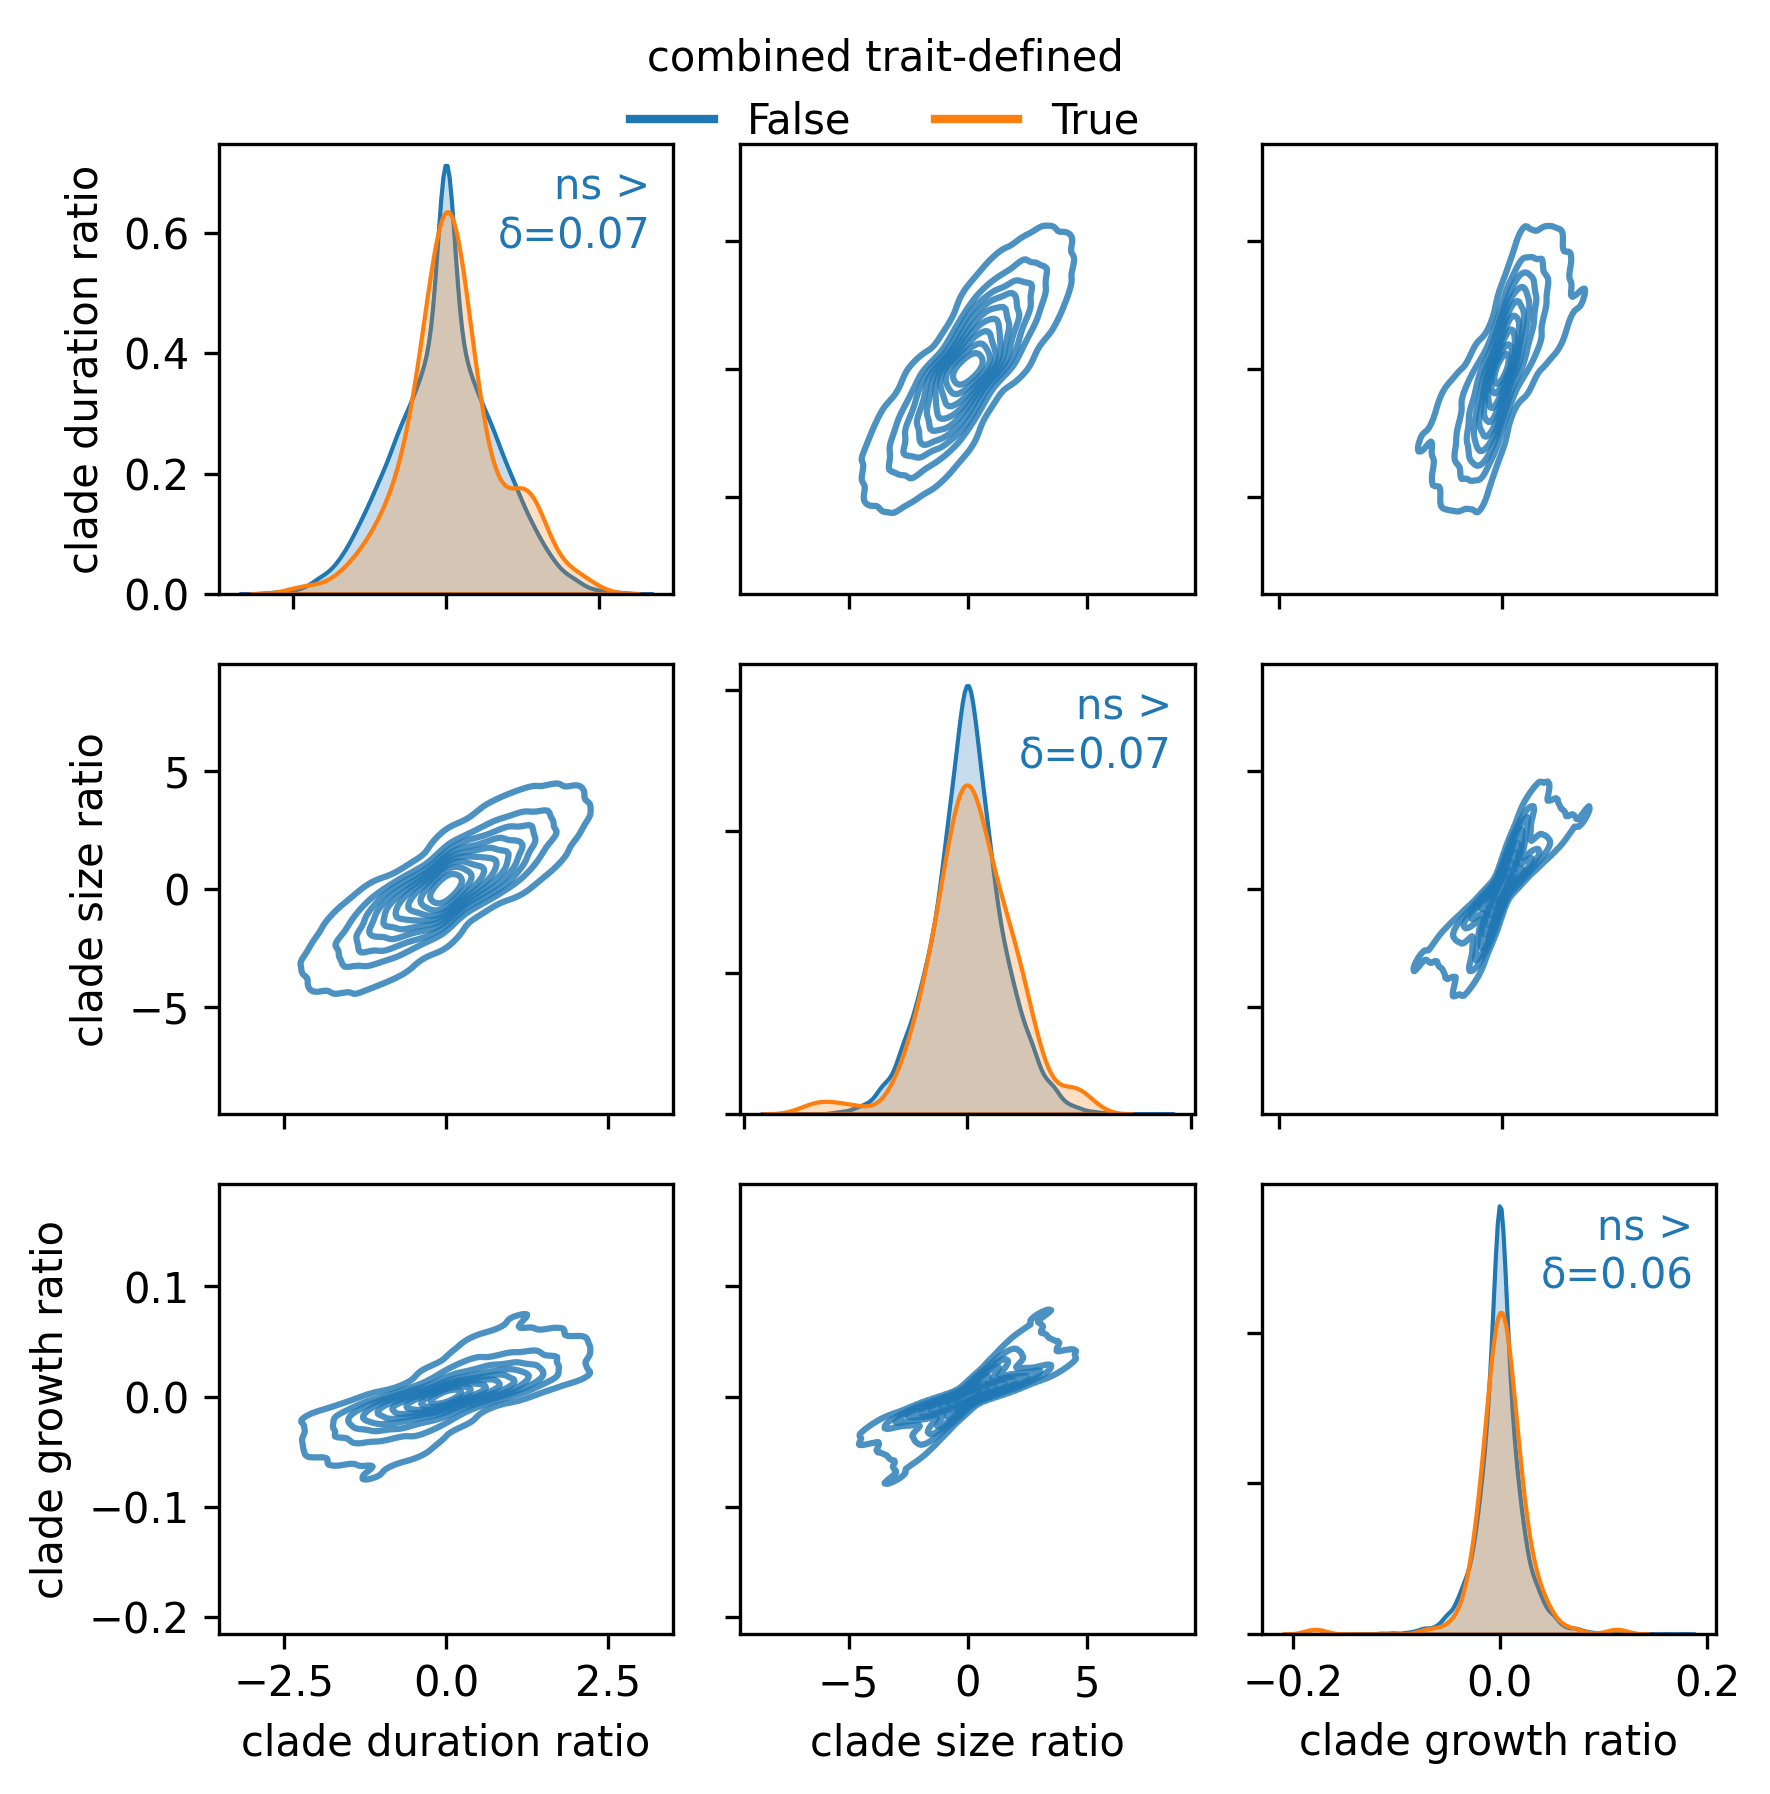 combined trait-defined
False True
clade duration ratio
0.6
0.4
0.2
0.0
ns >
δ=0.07
clade size ratio
5
0
−5
ns >
δ=0.07
clade growth ratio
0.1
0.0
−0.1
−0.2
ns >
δ=0.06
−2.5 0.0 2.5
−5 0 5
−0.2 0.0 0.2
clade duration ratio
clade size ratio
clade growth ratio